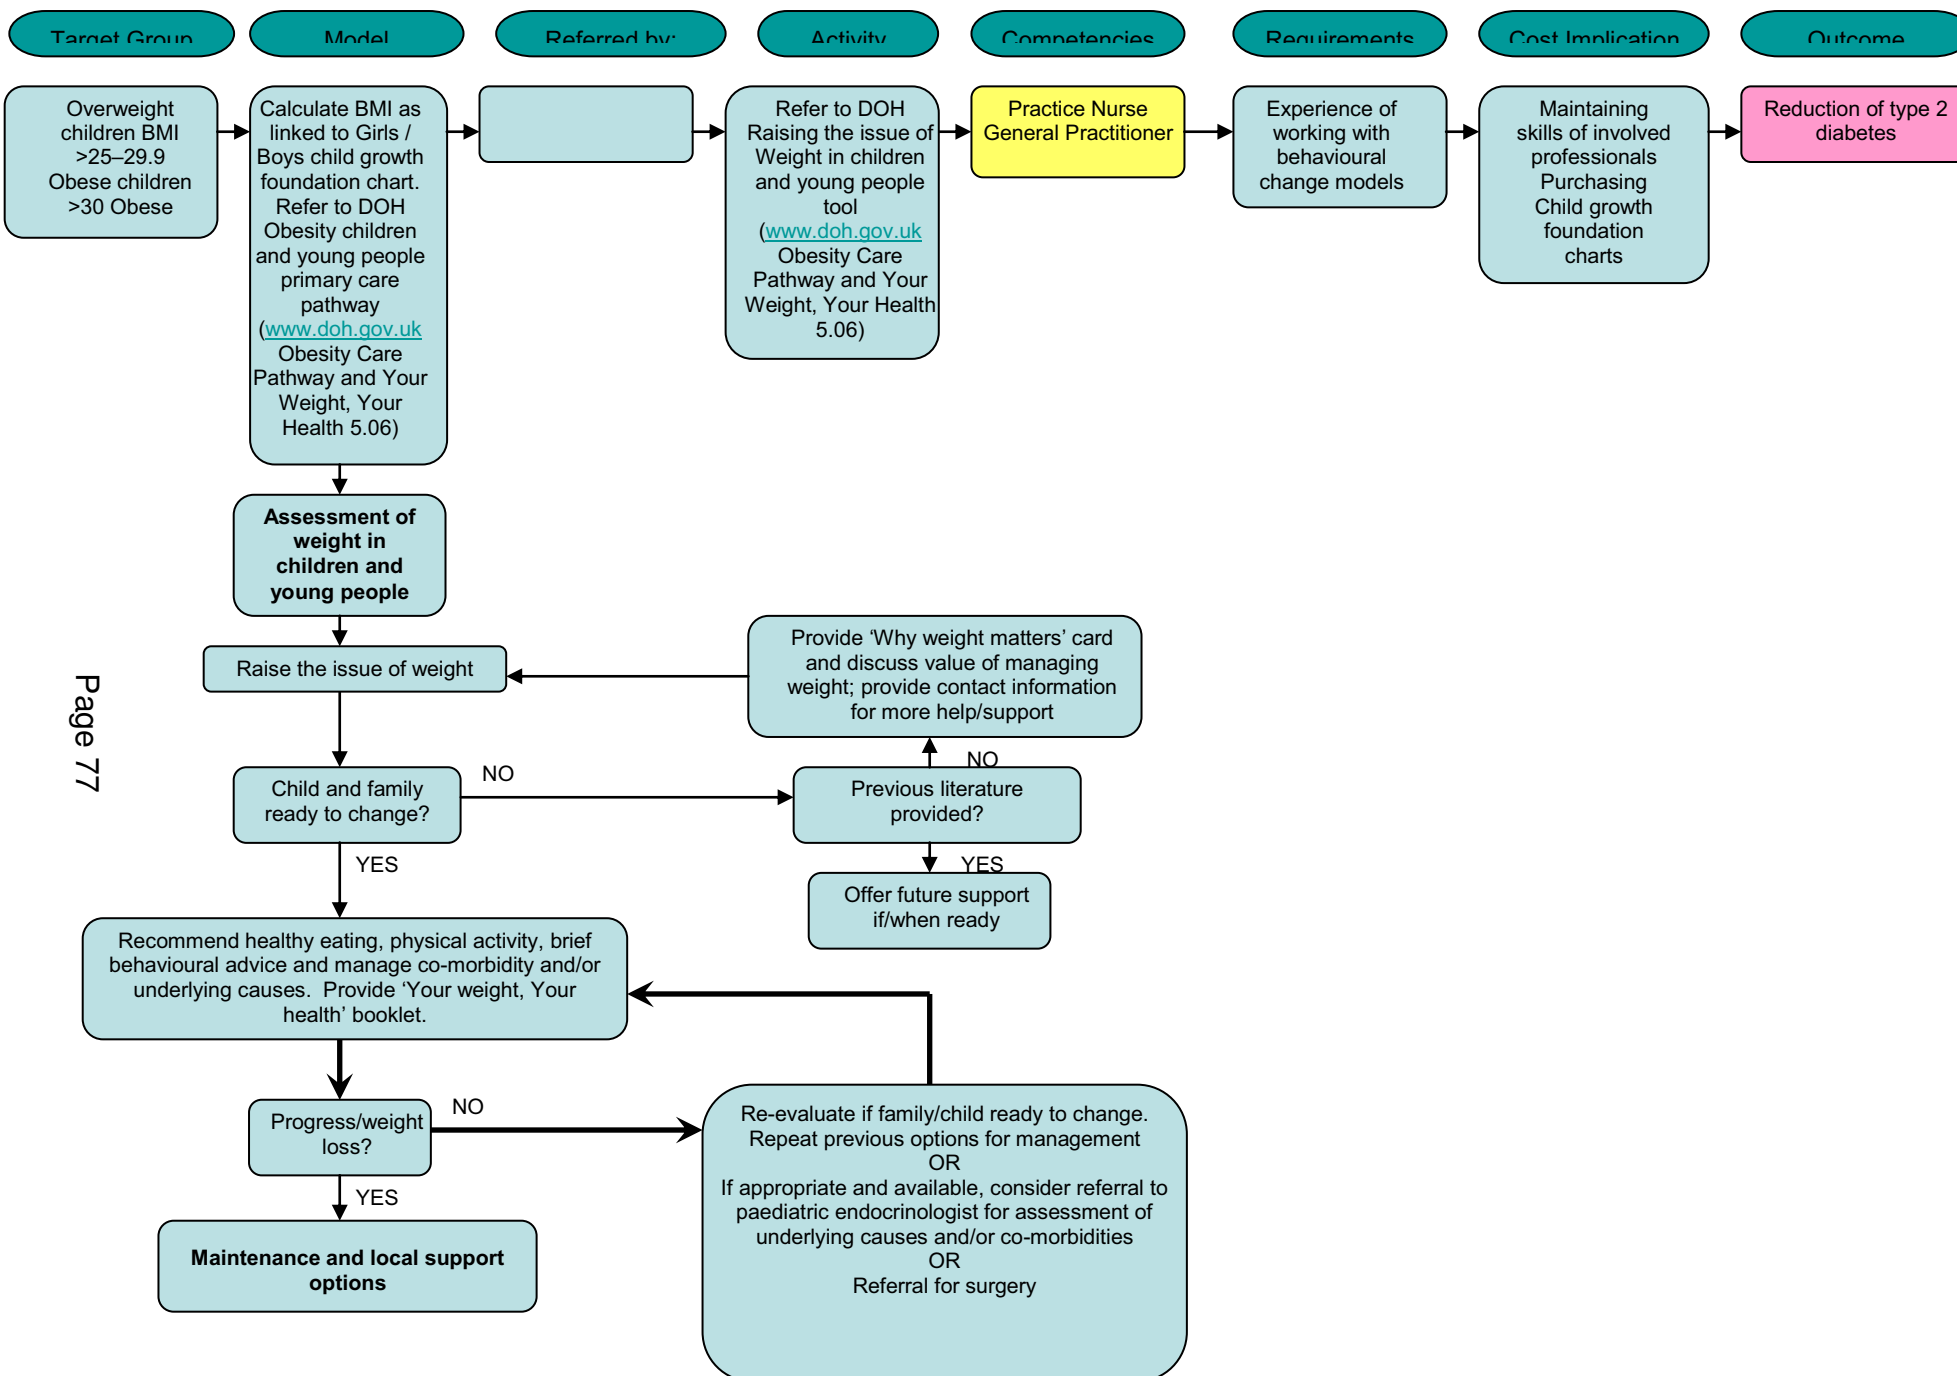 Target Group
Model
Referred by:
Activity
Competencies
Requirements
Cost Implication
Outcome
Overweight
children BMI
>25–29.9
Obese children
>30 Obese
Calculate BMI as
linked to Girls /
Boys child growth
foundation chart.
Refer to DOH
Obesity children
and young people
primary care
pathway
(www.doh.gov.uk
Obesity Care
Pathway and Your
Weight, Your
Health 5.06)
Refer to DOH
Raising the issue of
Weight in children
and young people
tool
(www.doh.gov.uk
Obesity Care
Pathway and Your
Weight, Your Health
5.06)
Practice Nurse
General Practitioner
Experience of
working with
behavioural
change models
Maintaining
skills of involved
professionals
Purchasing
Child growth
foundation
charts
Reduction of type 2
diabetes
Assessment of
weight in
children and
young people
Raise the issue of weight
Provide ‘Why weight matters’ card
and discuss value of managing
weight; provide contact information
for more help/support
Page 77
NO
Child and family
ready to change?
NO
Previous literature
provided?
YES
YES
Offer future support
if/when ready
Recommend healthy eating, physical activity, brief
behavioural advice and manage co-morbidity and/or
underlying causes. Provide ‘Your weight, Your
health’ booklet.
Progress/weight
loss?
NO
Re-evaluate if family/child ready to change.
Repeat previous options for management
OR
If appropriate and available, consider referral to
paediatric endocrinologist for assessment of
underlying causes and/or co-morbidities
OR
Referral for surgery
YES
Maintenance and local support
options